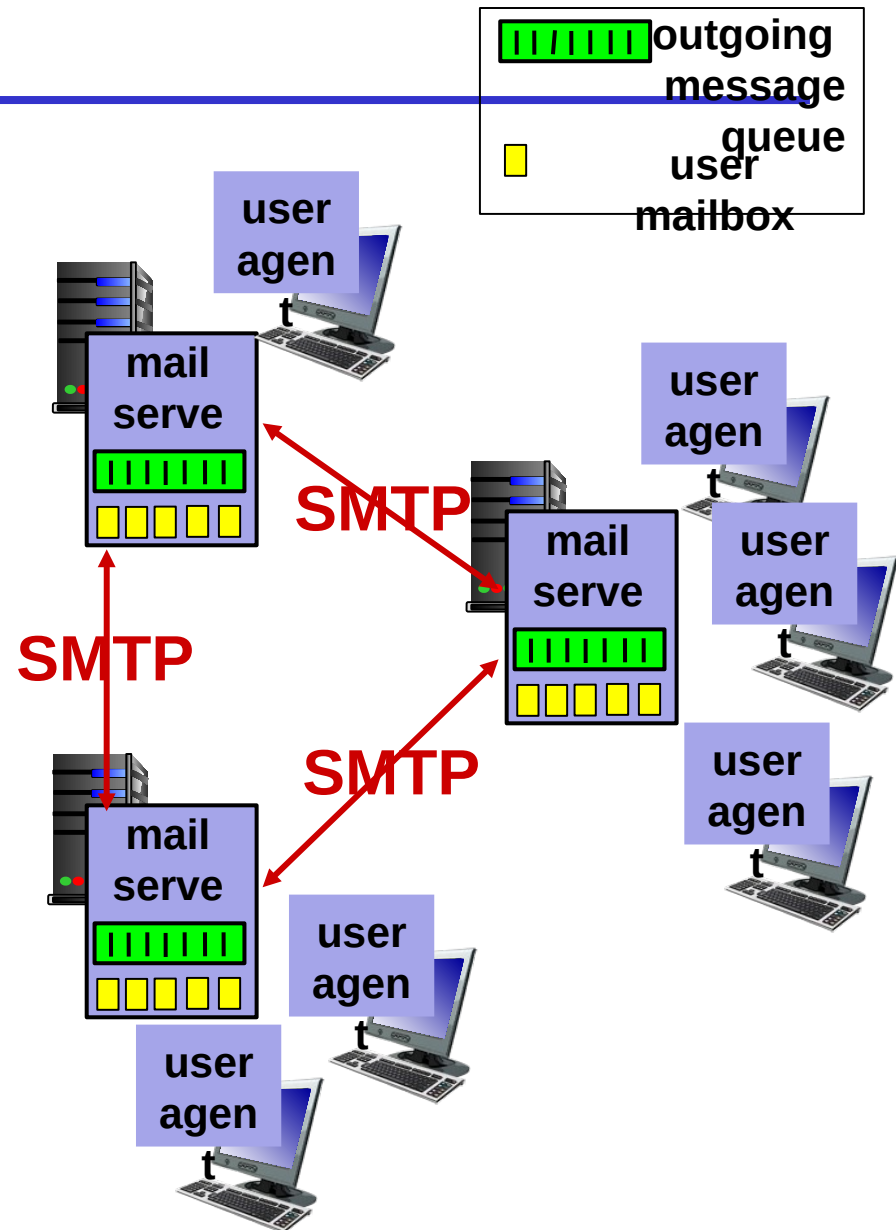 outgoing
message
queue
user
mailbox
user
agen
t
mail
serve
SMTP
user
agen
t
mail
serve
user
agen
t
SMTP
SMTP
user
agen
t
mail
serve
user
agen
t
user
agen
t